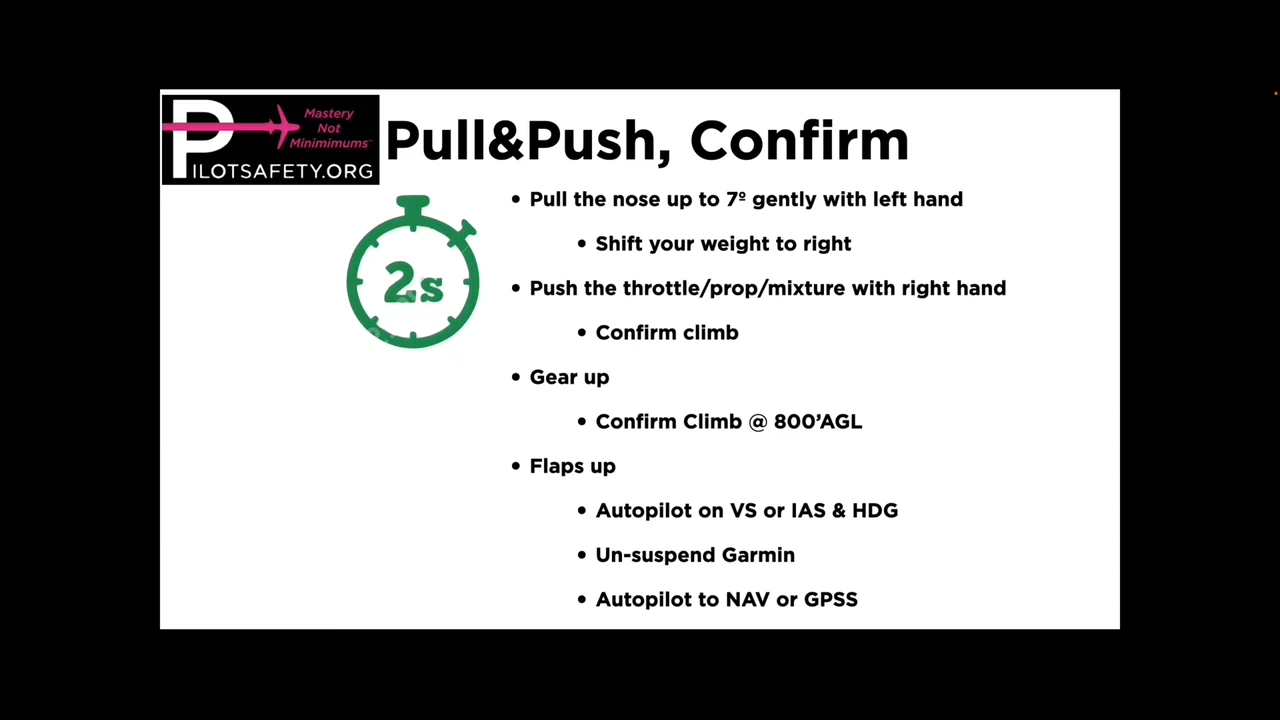 Mastery
Not
Minimimums™
PILOTSAFETY.ORG
Pull&Push, Confirm
2s
• Pull the nose up to 7º gently with left hand
• Shift your weight to right
• Push the throttle/prop/mixture with right hand
• Confirm climb
• Gear up
• Confirm Climb @ 800’AGL
• Flaps up
• Autopilot on VS or IAS & HDG
• Un-suspend Garmin
• Autopilot to NAV or GPSS